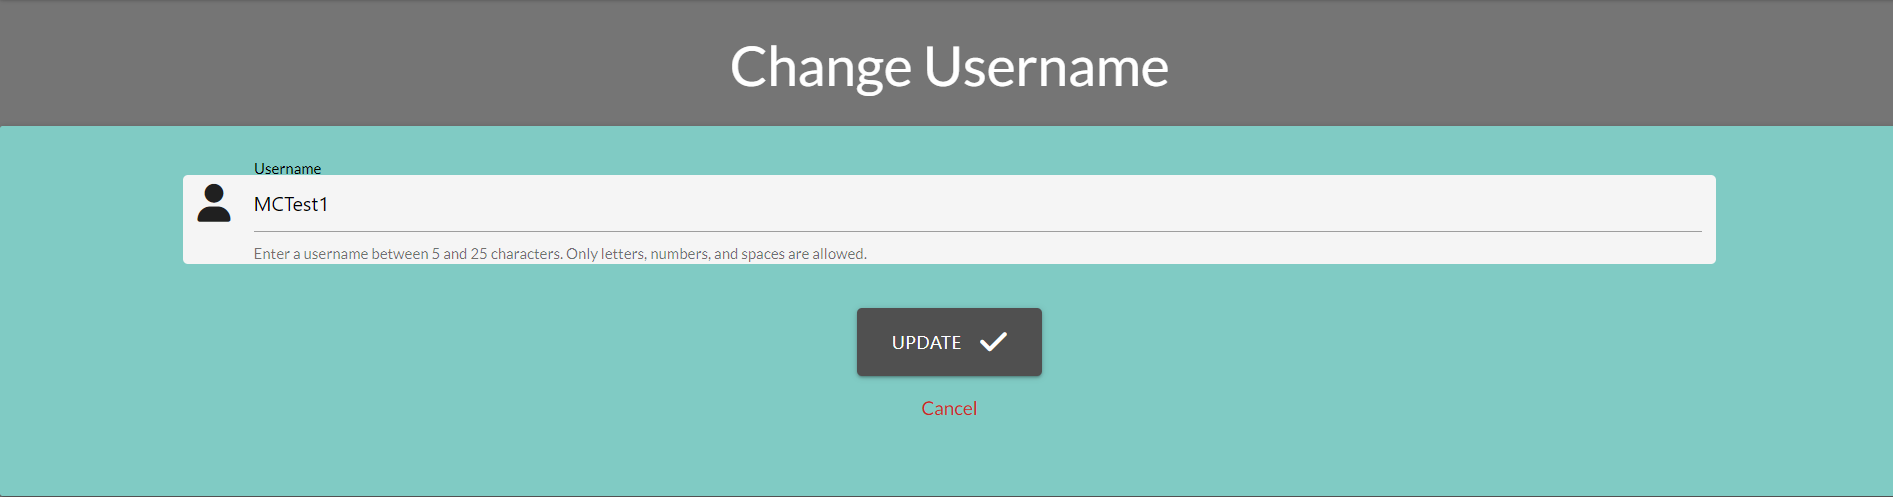 Change Username
Username
MCTest1
Enter a username between 5 and 25 characters. Only letters, numbers, and spaces are allowed.
UPDATE
Cancel